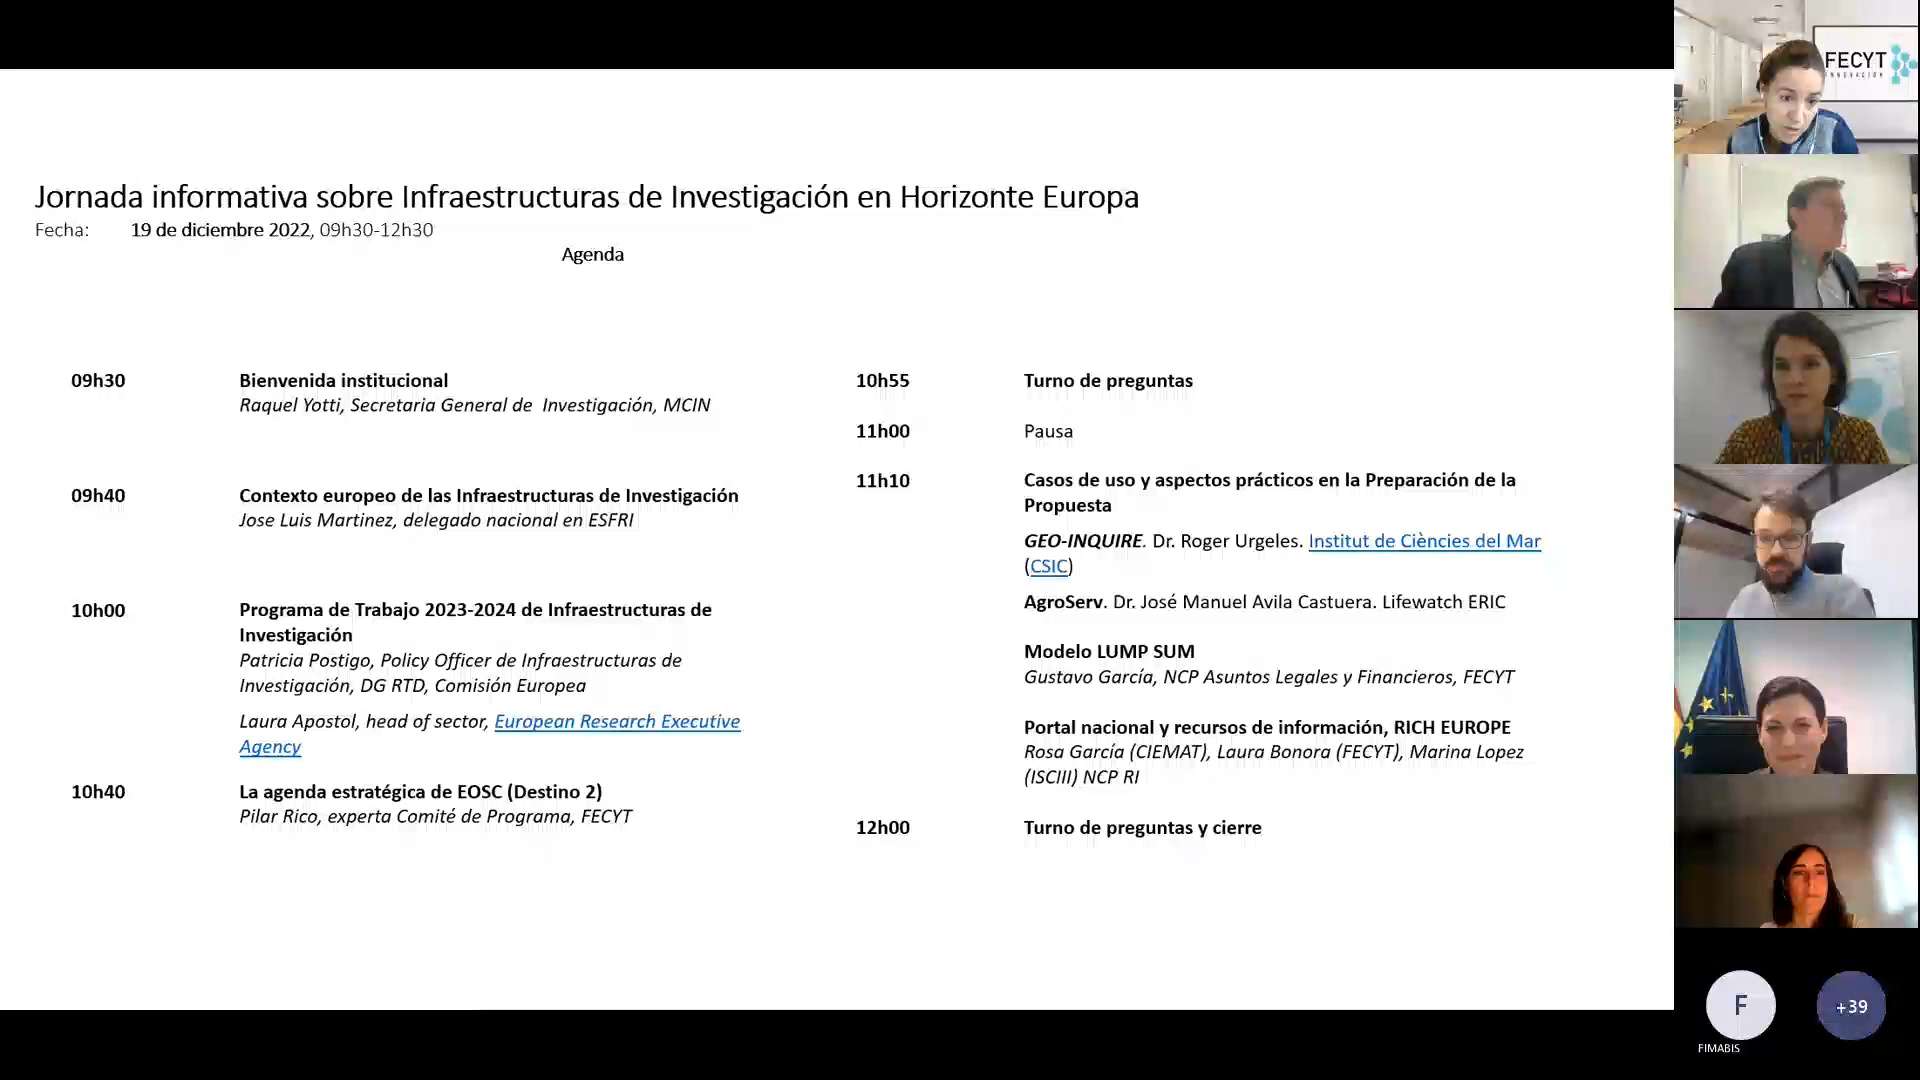 Jornada informativa sobre Infraestructuras de Investigación en Horizonte Europa
Fecha: 19 de diciembre 2022, 09h30-12h30
Agenda
09h30 Bienvenida institucional
Raquel Yotti, Secretaria General de Investigación, MCIN
09h40 Contexto europeo de las Infraestructuras de Investigación
Jose Luis Martinez, delegado nacional en ESFRI
10h00 Programa de Trabajo 2023-2024 de Infraestructuras de
Investigación
Patricia Postigo, Policy Officer de Infraestructuras de
Investigación, DG RTD, Comisión Europea
Laura Apostol, head of sector, European Research Executive
Agency
10h40 La agenda estratégica de EOSC (Destino 2)
Pilar Rico, experta Comité de Programa, FECYT
10h55 Turno de preguntas
11h00 Pausa
11h10 Casos de uso y aspectos prácticos en la Preparación de la
Propuesta
GEO-INQUIRE. Dr. Roger Urgeles. Institut de Ciències del Mar
(CSIC)
AgroServ. Dr. José Manuel Avila Castuera. Lifewatch ERIC
Modelo LUMP SUM
Gustavo García, NCP Asuntos Legales y Financieros, FECYT
Portal nacional y recursos de información, RICH EUROPE
Rosa García (CIEMAT), Laura Bonora (FECYT), Marina Lopez
(ISCIII) NCP RI
12h00 Turno de preguntas y cierre
FECYT
INNOVACIÓN
F
+39
FIMABIS